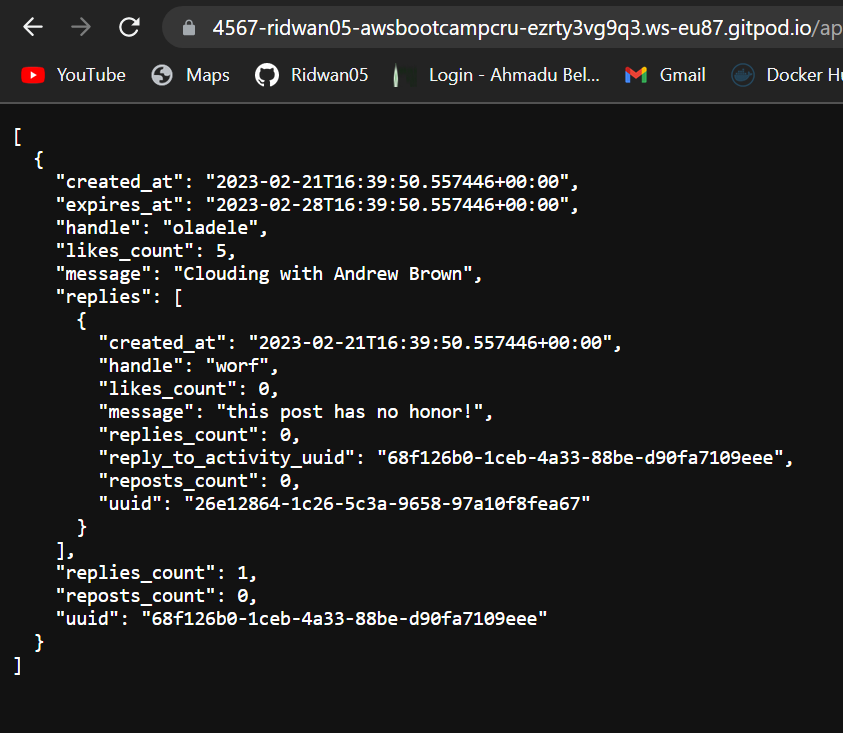 4567-ridwan05-awsbootcampcru-ezrty3vg9q3.ws-eu87.gitpod.io/ap
YouTube Maps Ridwan05 Login - Ahmadu Bel... Gmail Docker Hu
[
  {
    "created_at": "2023-02-21T16:39:50.557446+00:00",
    "expires_at": "2023-02-28T16:39:50.557446+00:00",
    "handle": "oladele",
    "likes_count": 5,
    "message": "Clouding with Andrew Brown",
    "replies": [
      {
        "created_at": "2023-02-21T16:39:50.557446+00:00",
        "handle": "worf",
        "likes_count": 0,
        "message": "this post has no honor!",
        "replies_count": 0,
        "reply_to_activity_uuid": "68f126b0-1ceb-4a33-88be-d90fa7109eee",
        "reposts_count": 0,
        "uuid": "26e12864-1c26-5c3a-9658-97a10f8fea67"
      }
    ],
    "replies_count": 1,
    "reposts_count": 0,
    "uuid": "68f126b0-1ceb-4a33-88be-d90fa7109eee"
  }
]